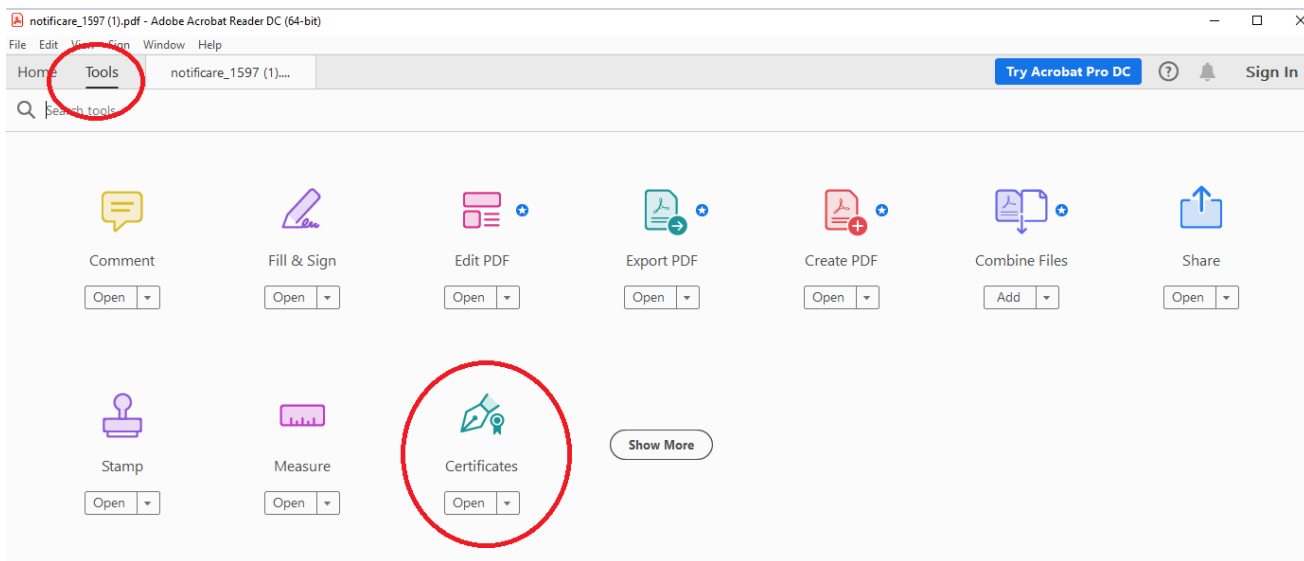 notificare_1597 (1).pdf - Adobe Acrobat Reader DC (64-bit)
File Edit View Sign Window Help
Home Tools notificare_1597 (1).... Try Acrobat Pro DC ? Sign In
Search tools
Comment Fill & Sign Edit PDF Export PDF Create PDF Combine Files Share
Open Open Open Open Open Add Open
Stamp Measure Certificates Show More
Open Open Open